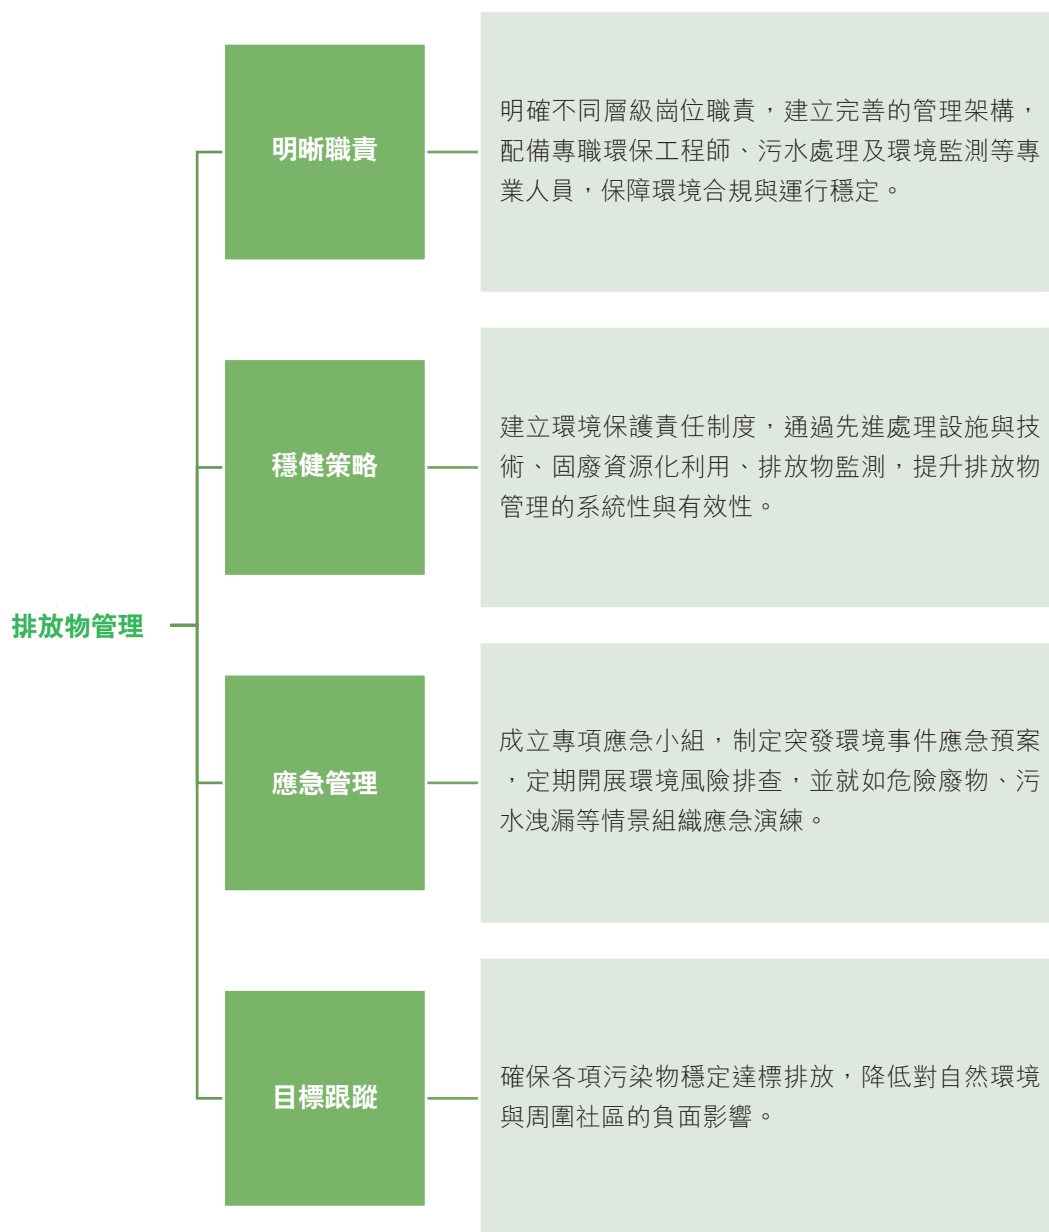 明晰職責
明確不同層級崗位職責，建立完善的管理架構，
配備專職環保工程師、污水處理及環境監測等專
業人員，保障環境合規與運行穩定。
穩健策略
建立環境保護責任制度，通過先進處理設施與技
術、固廢資源化利用、排放物監測，提升排放物
管理的系統性與有效性。
排放物管理
應急管理
成立專項應急小組，制定突發環境事件應急預案
，定期開展環境風險排查，並就如危險廢物、污
水洩漏等情景組織應急演練。
目標跟蹤
確保各項污染物穩定達標排放，降低對自然環境
與周圍社區的負面影響。